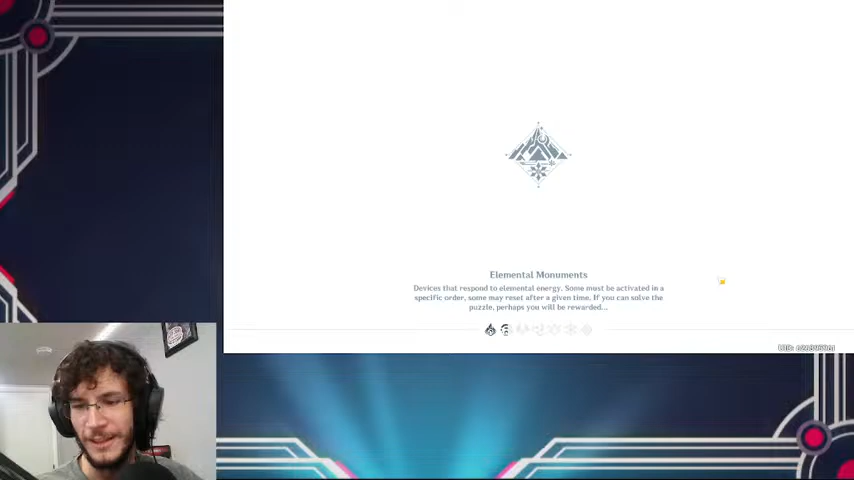 Elemental Monuments
Devices that respond to elemental energy. Some must be activated in a
specific order, some may reset after a given time. If you can solve the
puzzle, perhaps you will be rewarded...